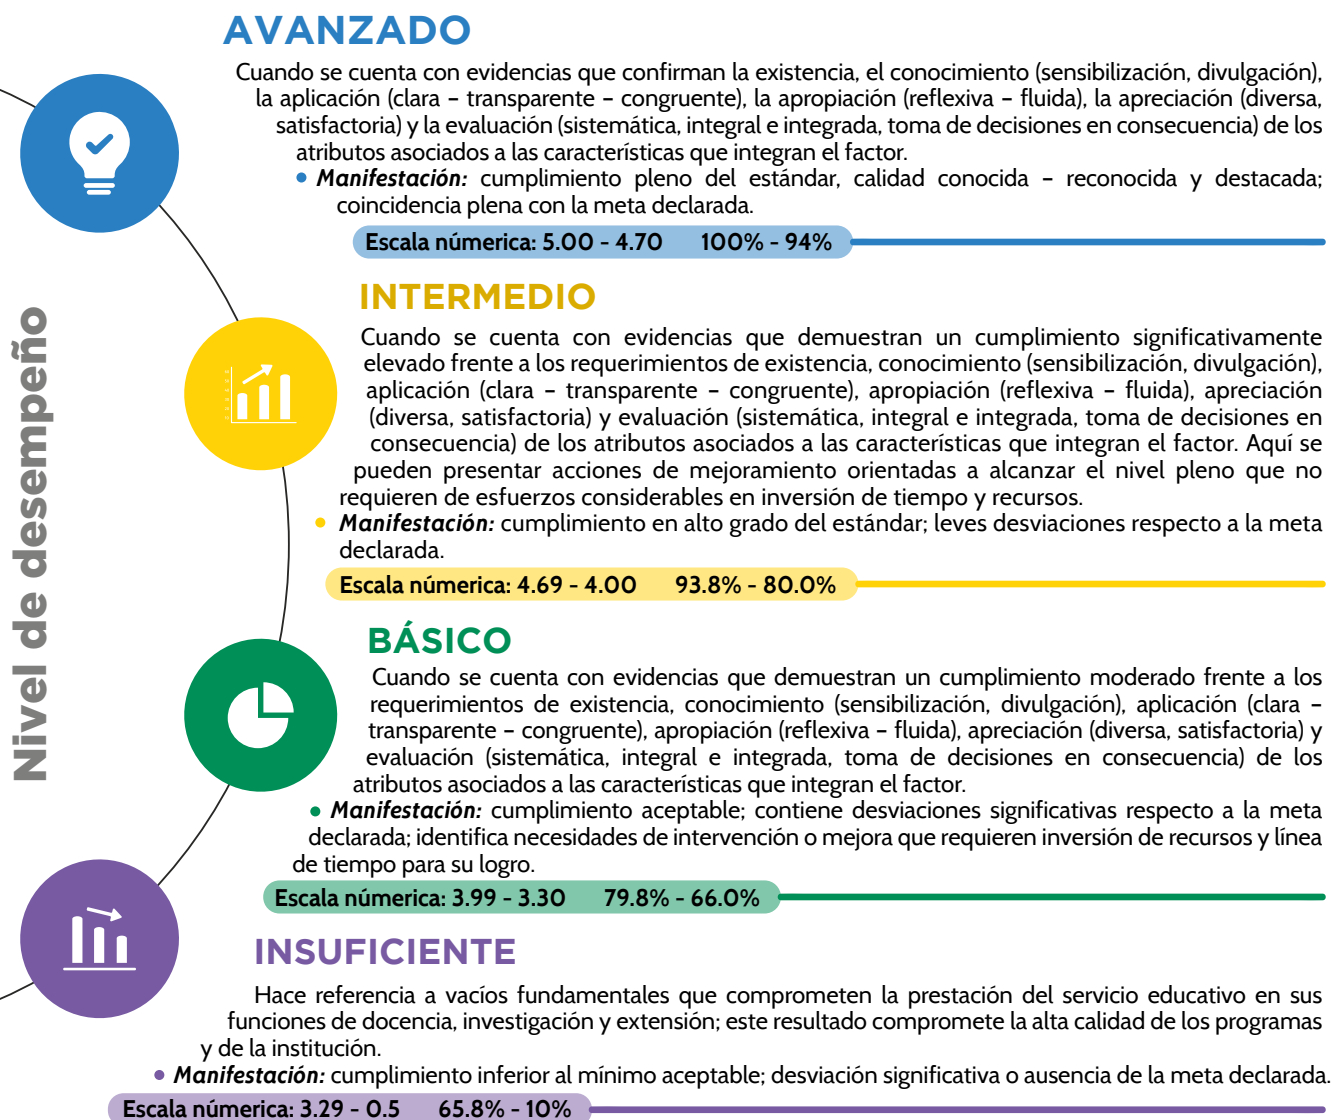 Nivel de desempeño
AVANZADO
Cuando se cuenta con evidencias que confirman la existencia, el conocimiento (sensibilización, divulgación),
la aplicación (clara – transparente – congruente), la apropiación (reflexiva – fluida), la apreciación (diversa,
satisfactoria) y la evaluación (sistemática, integral e integrada, toma de decisiones en consecuencia) de los
atributos asociados a las características que integran el factor.
• Manifestación: cumplimiento pleno del estándar, calidad conocida – reconocida y destacada;
coincidencia plena con la meta declarada.
Escala númerica: 5.00 - 4.70 100% - 94%
INTERMEDIO
Cuando se cuenta con evidencias que demuestran un cumplimiento significativamente
elevado frente a los requerimientos de existencia, conocimiento (sensibilización, divulgación),
aplicación (clara – transparente – congruente), apropiación (reflexiva – fluida), apreciación
(diversa, satisfactoria) y evaluación (sistemática, integral e integrada, toma de decisiones en
consecuencia) de los atributos asociados a las características que integran el factor. Aquí se
pueden presentar acciones de mejoramiento orientadas a alcanzar el nivel pleno que no
requieren de esfuerzos considerables en inversión de tiempo y recursos.
• Manifestación: cumplimiento en alto grado del estándar; leves desviaciones respecto a la meta
declarada.
Escala númerica: 4.69 - 4.00 93.8% - 80.0%
BÁSICO
Cuando se cuenta con evidencias que demuestran un cumplimiento moderado frente a los
requerimientos de existencia, conocimiento (sensibilización, divulgación), aplicación (clara –
transparente – congruente), apropiación (reflexiva – fluida), apreciación (diversa, satisfactoria) y
evaluación (sistemática, integral e integrada, toma de decisiones en consecuencia) de los
atributos asociados a las características que integran el factor.
• Manifestación: cumplimiento aceptable; contiene desviaciones significativas respecto a la meta
declarada; identifica necesidades de intervención o mejora que requieren inversión de recursos y línea
de tiempo para su logro.
Escala númerica: 3.99 - 3.30 79.8% - 66.0%
INSUFICIENTE
Hace referencia a vacíos fundamentales que comprometen la prestación del servicio educativo en sus
funciones de docencia, investigación y extensión; este resultado compromete la alta calidad de los programas
y de la institución.
• Manifestación: cumplimiento inferior al mínimo aceptable; desviación significativa o ausencia de la meta declarada.
Escala númerica: 3.29 - 0.5 65.8% - 10%